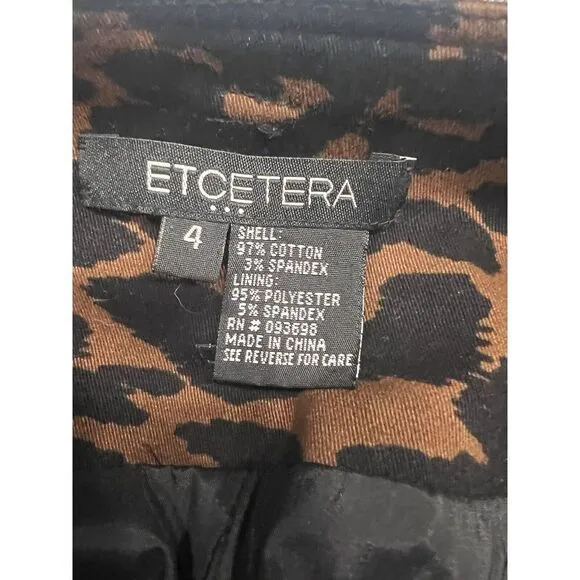 ETCETERA
4
SHELL:
97% COTTON
3% SPANDEX
LINING:
95% POLYESTER
5% SPANDEX
RN # 093698
MADE IN CHINA
SEE REVERSE FOR CARE